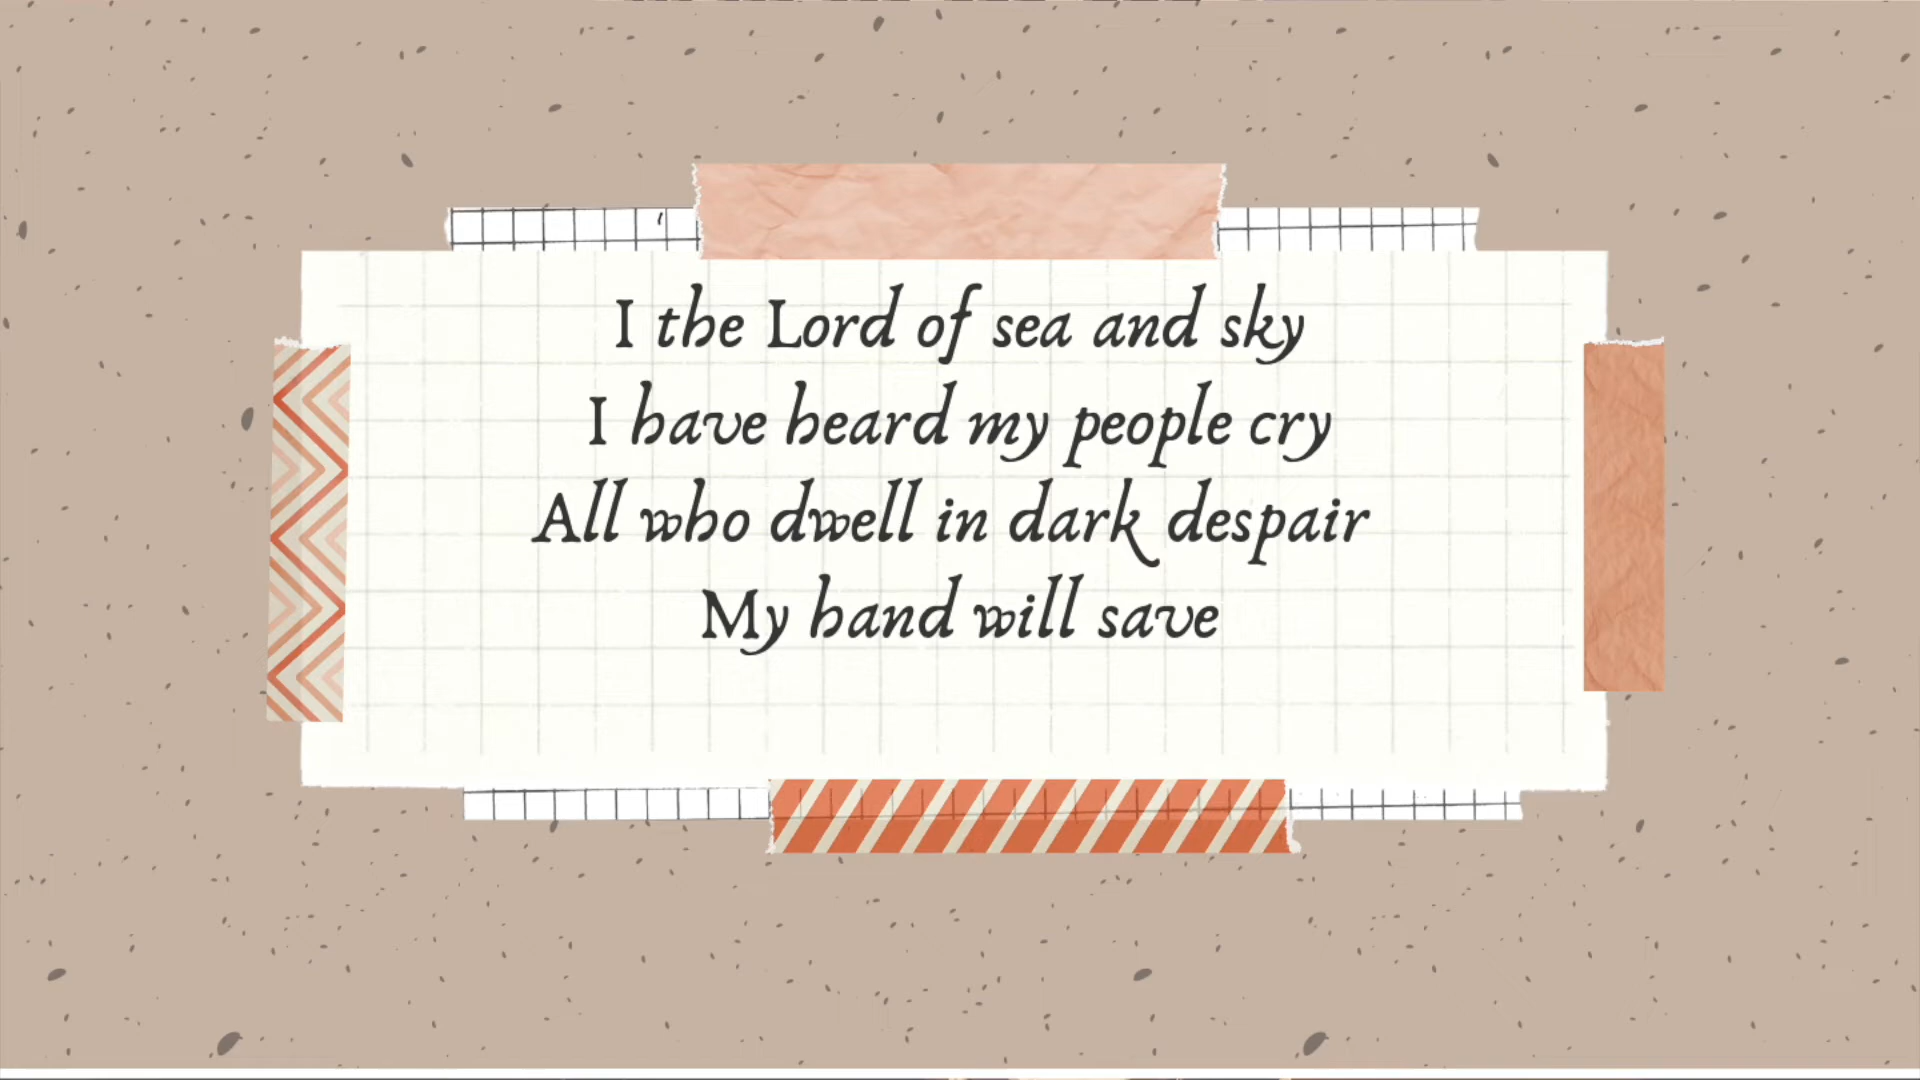 I the Lord of sea and sky
I have heard my people cry
All who dwell in dark despair
My hand will save